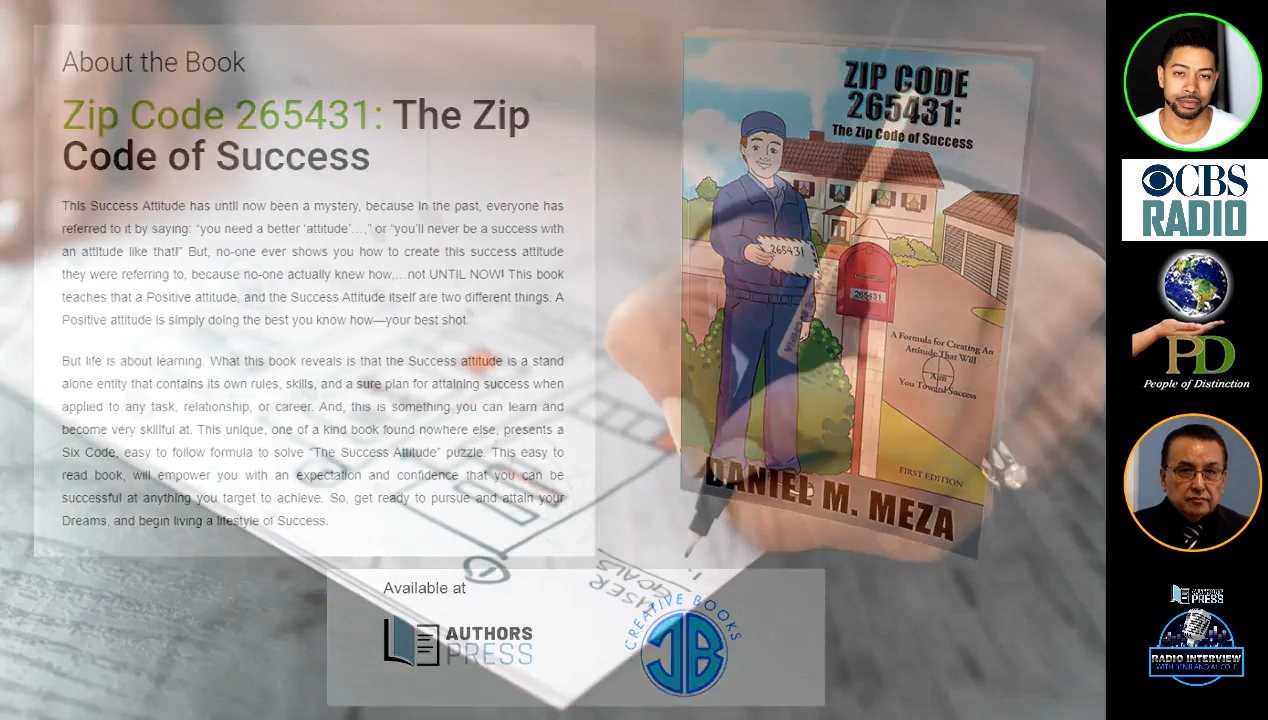 About the Book
Zip Code 265431: The Zip
Code of Success
This Success Attitude has until now been a mystery, because in the past, everyone has
referred to it by saying: “you need a better ‘attitude’...,” or “you’ll never be a success with
an attitude like that!” But, no-one ever shows you how to create this success attitude
they were referring to, because no-one actually knew how,...not UNTIL NOW! This book
teaches that a Positive attitude, and the Success Attitude itself are two different things. A
Positive attitude is simply doing the best you know how—your best shot.
But life is about learning. What this book reveals is that the Success attitude is a stand
alone entity that contains its own rules, skills, and a sure plan for attaining success when
applied to any task, relationship, or career. And, this is something you can learn and
become very skillful at. This unique, one of a kind book found nowhere else, presents a
Six Code, easy to follow formula to solve “The Success Attitude” puzzle. This easy to
read book, will empower you with an expectation and confidence that you can be
successful at anything you target to achieve. So, get ready to pursue and attain your
Dreams, and begin living a lifestyle of Success.
ZIP CODE
265431:
The Zip Code of Success
265431
265431
A Formula for Creating An
Attitude That Will
Aim
You Toward Success
FIRST EDITION
DANIEL M. MEZA
USER
GOALS
1.
Available at
AUTHORS
PRESS
CREATIVE BOOKS
JB
CBS
RADIO
PD
People of Distinction
AUTHORS
PRESS
RADIO INTERVIEW
WITH BENJI AND AL COLE